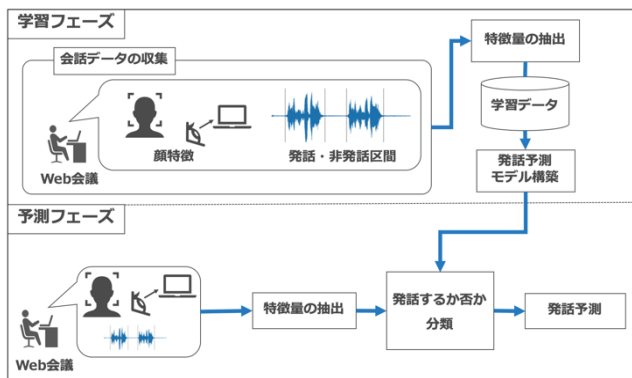 学習フェーズ
会話データの収集
顔特徴
発話・非発話区間
Web会議
特徴量の抽出
学習データ
発話予測
モデル構築
予測フェーズ
Web会議
特徴量の抽出
発話するか否か
分類
発話予測